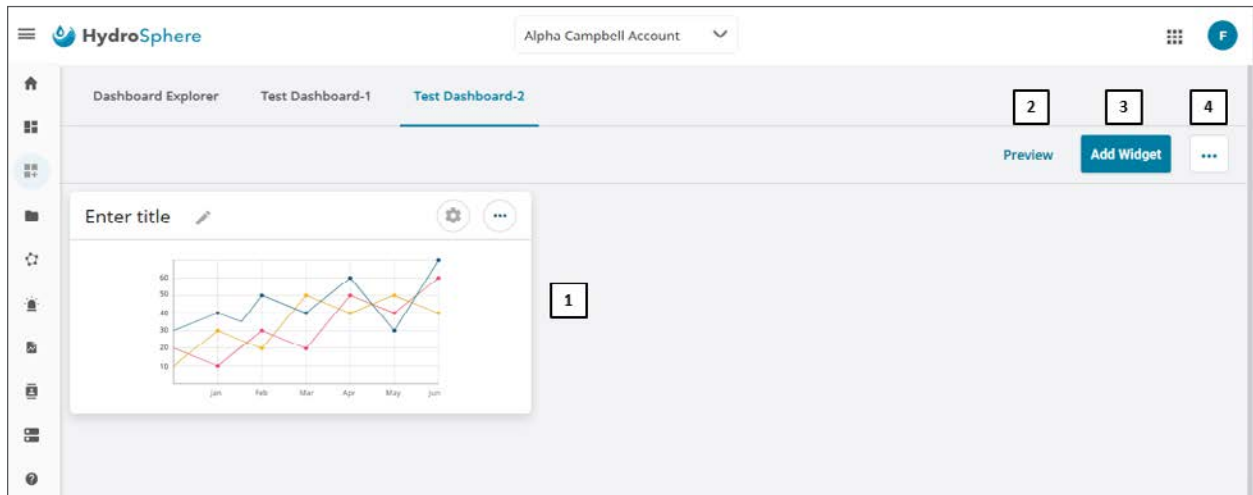 HydroSphere
Alpha Campbell Account
F
Dashboard Explorer Test Dashboard-1 Test Dashboard-2
2 3 4
Preview Add Widget
Enter title
1
60
50
40
30
20
10
Jan Feb Mar Apr May Jun